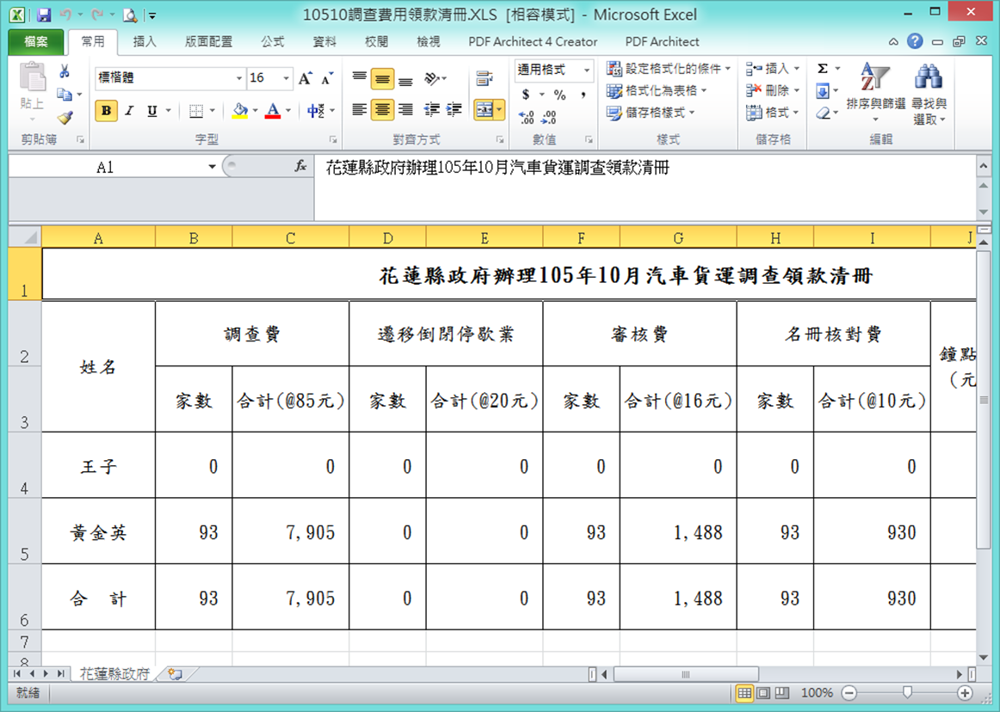 10510調查費用領款清冊.XLS [相容模式] - Microsoft Excel
檔案 常用 插入 版面配置 公式 資料 校閱 檢視 PDF Architect 4 Creator PDF Architect
標楷體 16 A A 通用格式 設定格式化的條件 插入 Σ
貼上 $ % , 格式化為表格 刪除 排序與篩選 尋找與
B I U A 中 .0 .00 .00 .0 儲存格樣式 格式 選取
剪貼簿 字型 對齊方式 數值 樣式 儲存格 編輯
A1 fx 花蓮縣政府辦理105年10月汽車貨運調查領款清冊
A B C D E F G H I J
1 花蓮縣政府辦理105年10月汽車貨運調查領款清冊
2 姓名 調查費 遷移倒閉停歇業 審核費 名冊核對費 鐘點
(元
3 家數 合計(@85元) 家數 合計(@20元) 家數 合計(@16元) 家數 合計(@10元)
4 王子 0 0 0 0 0 0 0 0
5 黃金英 93 7,905 0 0 93 1,488 93 930
6 合 計 93 7,905 0 0 93 1,488 93 930
7
8
花蓮縣政府
就緒 100%